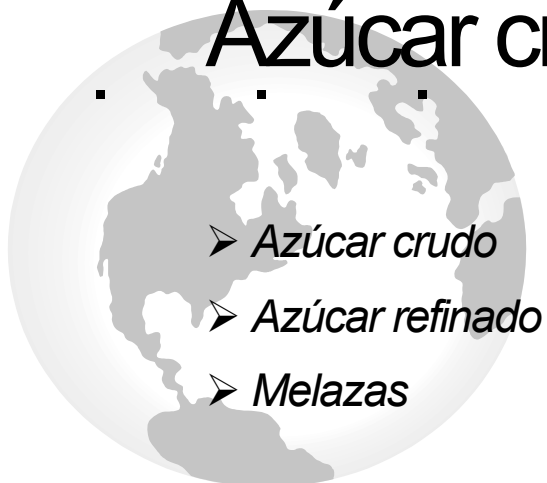 Azúcar
➢ Azúcar crudo
➢ Azúcar refinado
➢ Melazas